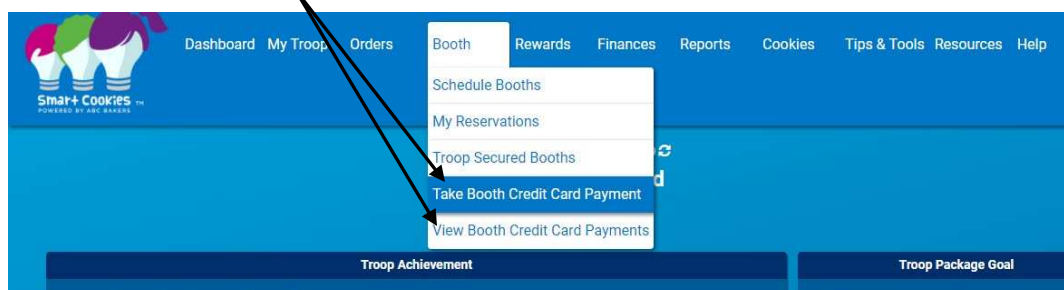 Dashboard My Troop Orders Booth Rewards Finances Reports Cookies Tips & Tools Resources Help
Smart Cookies TM
POWERED BY ABC BAKERS
Schedule Booths
My Reservations
Troop Secured Booths
d
Take Booth Credit Card Payment
View Booth Credit Card Payments
Troop Achievement Troop Package Goal